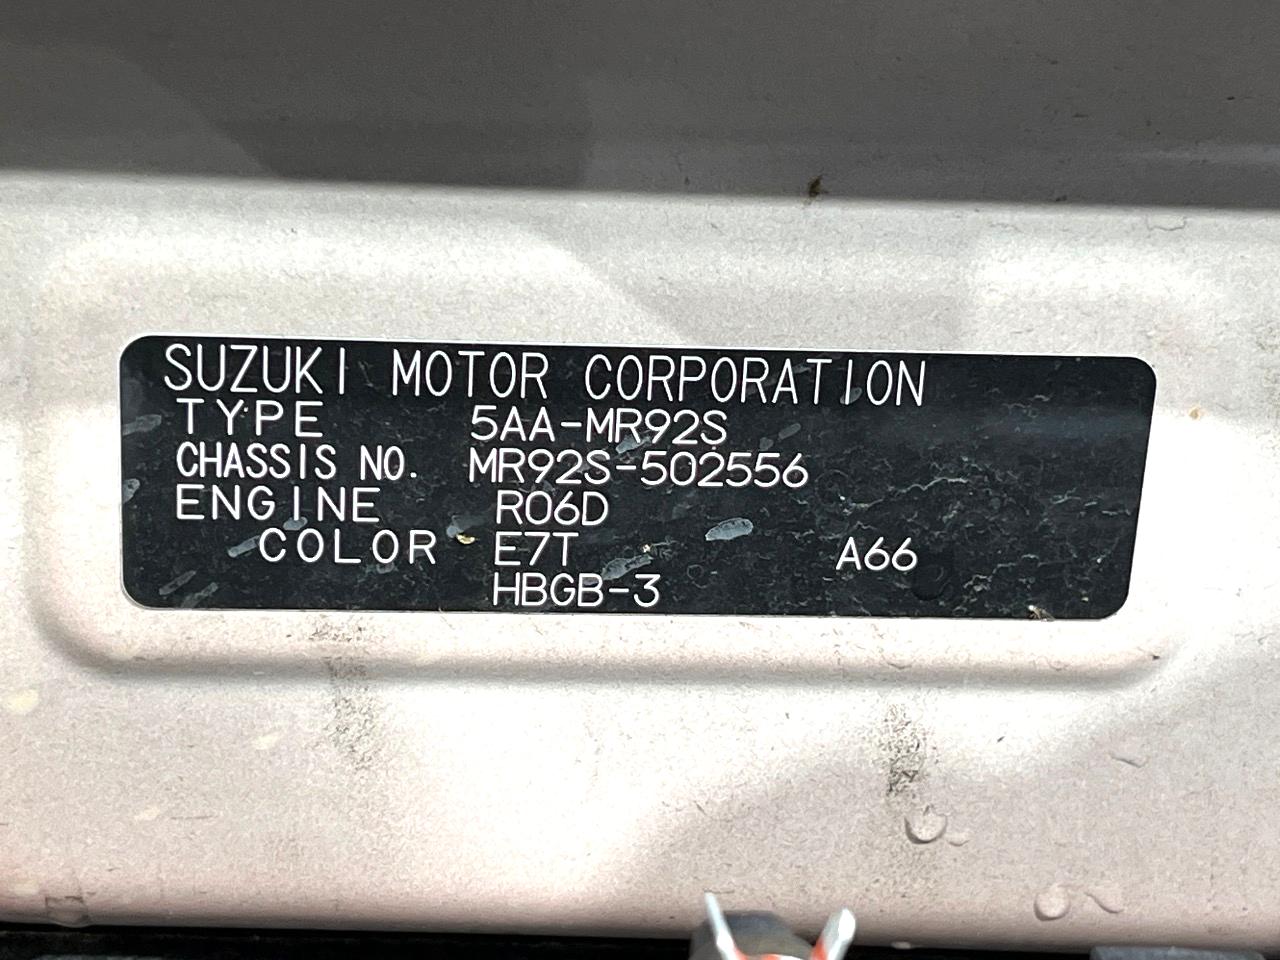 SUZUKI MOTOR CORPORATION
TYPE 5AA-MR92S
CHASSIS NO. MR92S-502556
ENGINE R06D
COLOR E7T A66
HBGB-3